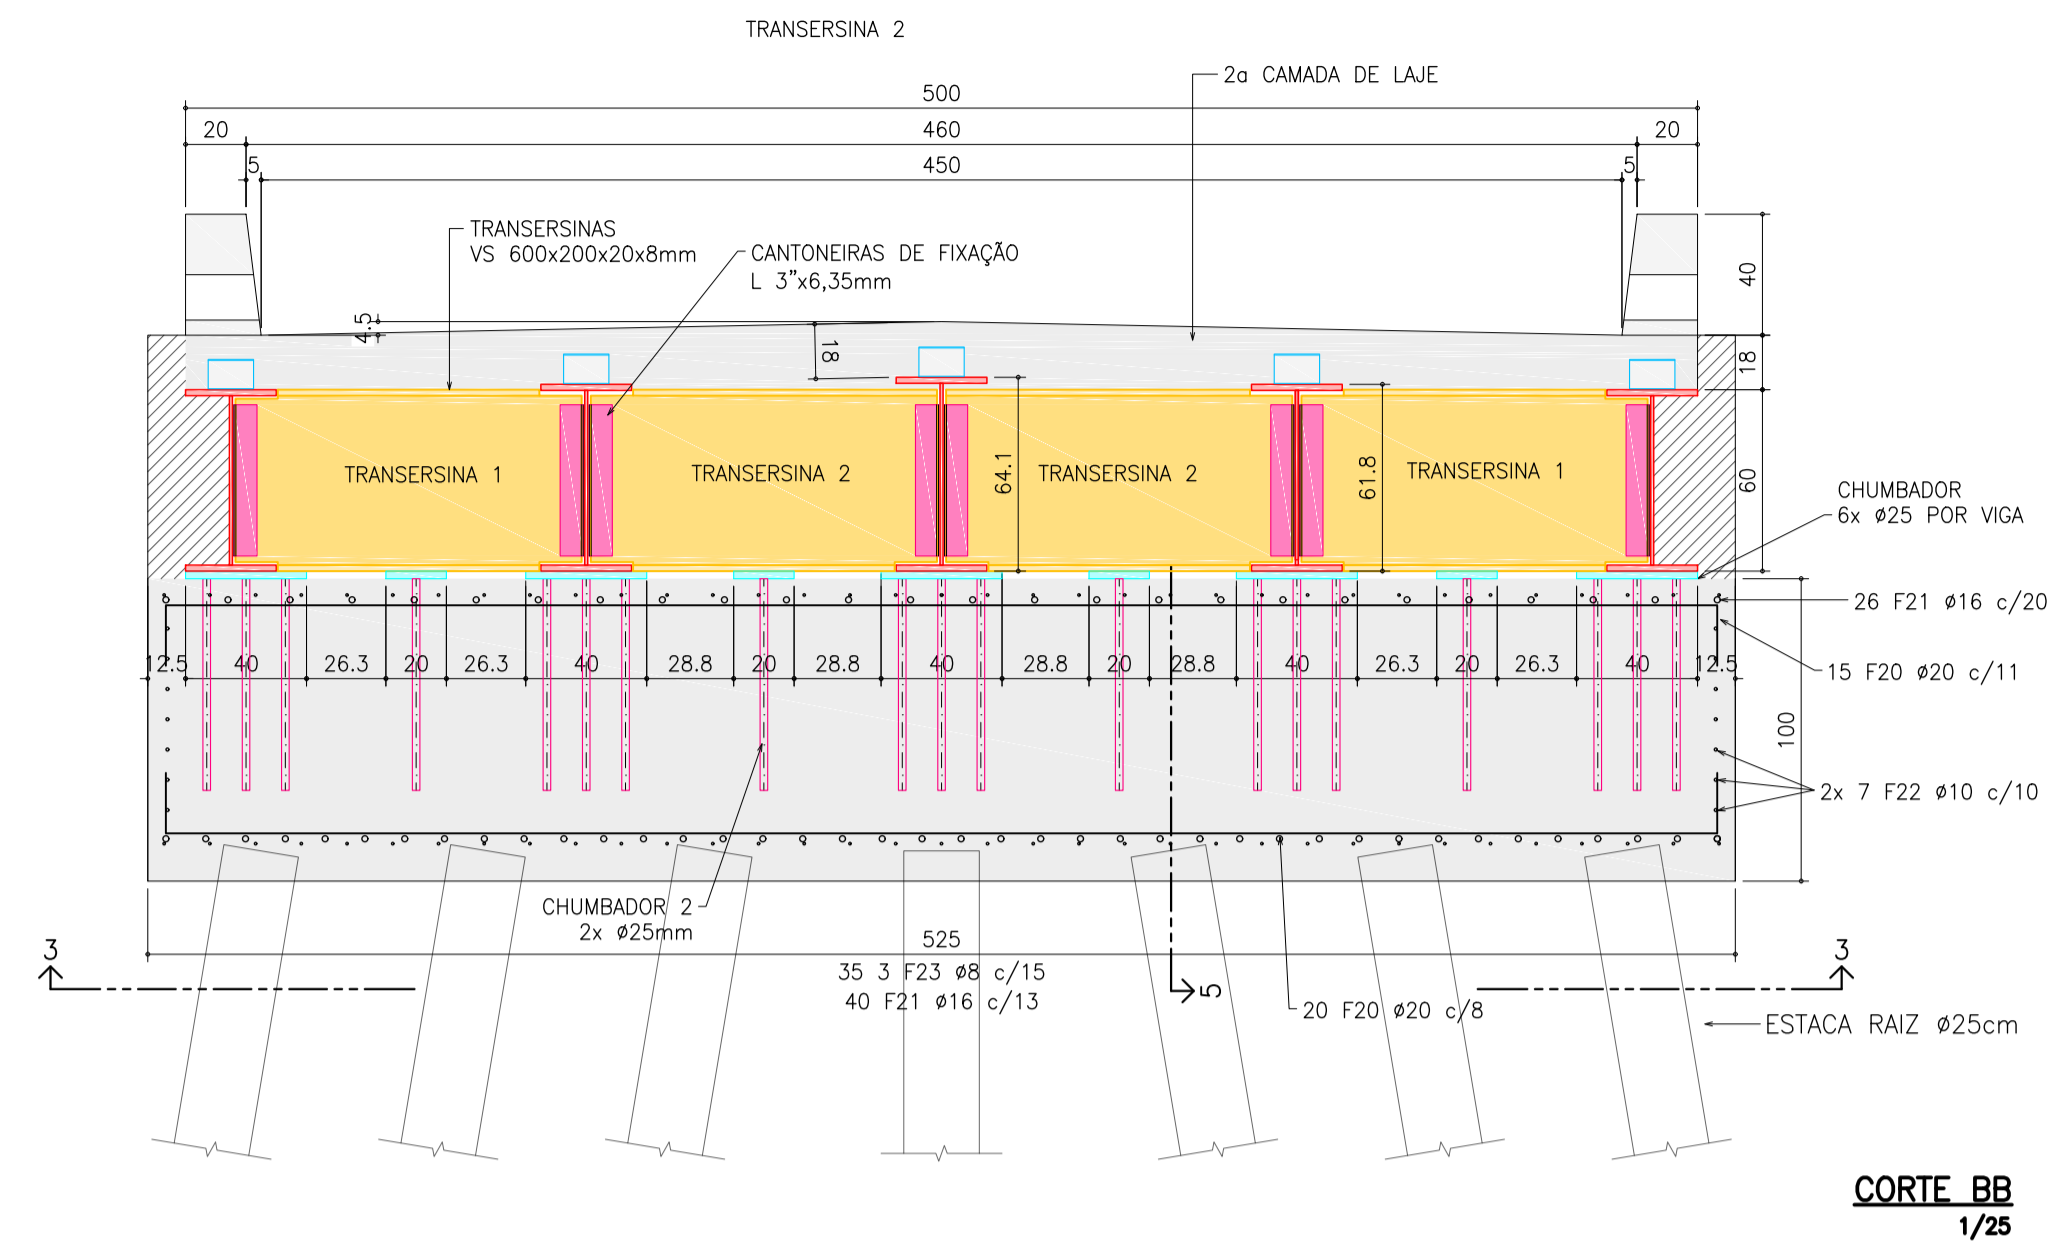 TRANSERSINA 2
2a CAMADA DE LAJE
500
20 460 20
5 450 5
TRANSERSINAS
VS 600x200x20x8mm
CANTONEIRAS DE FIXAÇÃO
L 3"x6,35mm
40
4.5
18
18
TRANSERSINA 1
TRANSERSINA 2
64.1
TRANSERSINA 2
61.8
TRANSERSINA 1
60
CHUMBADOR
6x ø25 POR VIGA
26 F21 ø16 c/20
12.5 40 26.3 20 26.3 40 28.8 20 28.8 40 28.8 20 28.8 40 26.3 20 26.3 40 12.5
15 F20 ø20 c/11
100
2x 7 F22 ø10 c/10
CHUMBADOR 2
2x ø25mm
525
3
3
35 3 F23 ø8 c/15
40 F21 ø16 c/13
5
20 F20 ø20 c/8
ESTACA RAIZ ø25cm
CORTE BB
1/25